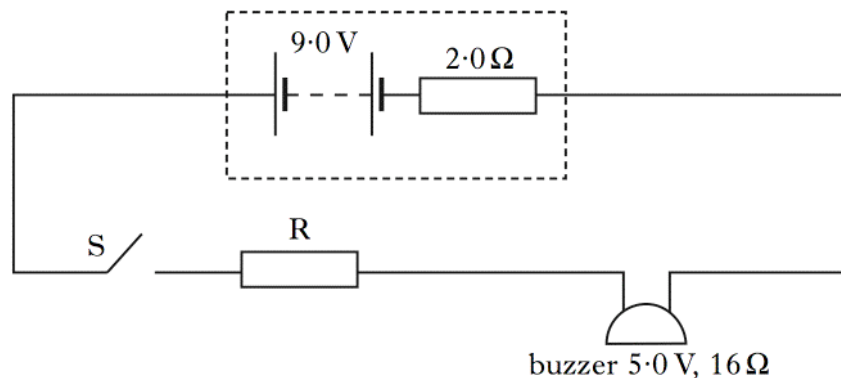 9·0 V
2·0 Ω
S
R
buzzer 5·0 V, 16 Ω